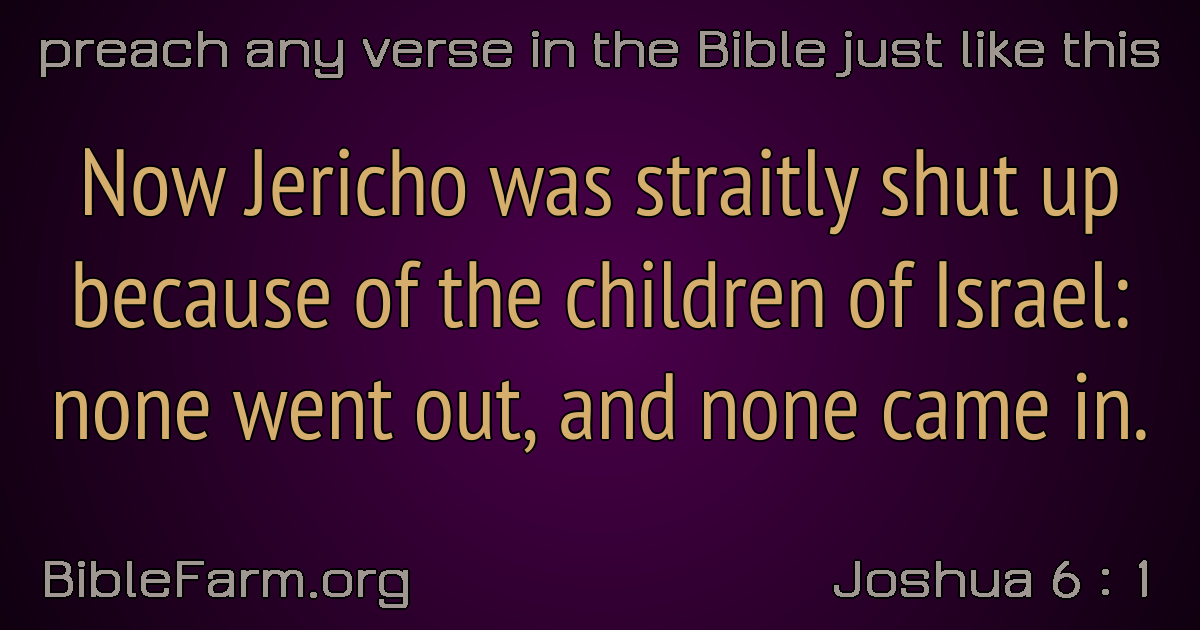 preach any verse in the Bible just like this
Now Jericho was straitly shut up
because of the children of Israel:
none went out, and none came in.
BibleFarm.org
Joshua 6 : 1